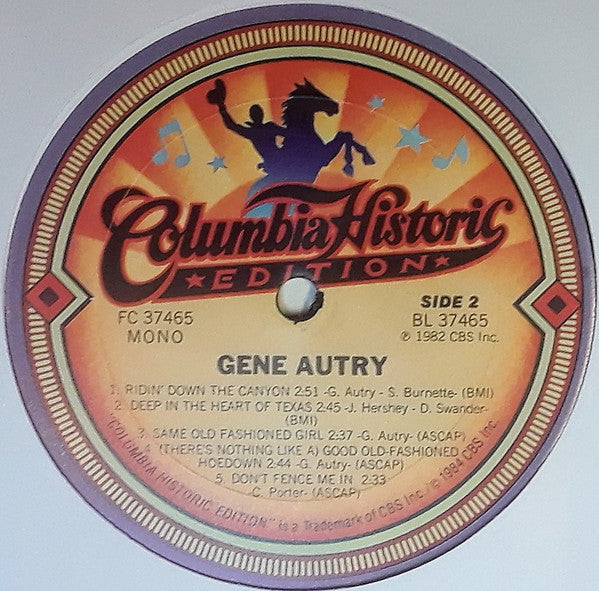 Columbia Historic
EDITION
FC 37465
MONO
SIDE 2
BL 37465
℗ 1982 CBS Inc.
GENE AUTRY
1. RIDIN' DOWN THE CANYON 2:51 -G. Autry - S. Burnette- (BMI)
2. DEEP IN THE HEART OF TEXAS 2:45 -J. Hershey - D. Swander-
(BMI)
3. SAME OLD FASHIONED GIRL 2:37 -G. Autry- (ASCAP)
4. (THERE'S NOTHING LIKE A) GOOD OLD-FASHIONED
HOEDOWN 2:44 -G. Autry- (ASCAP)
5. DON'T FENCE ME IN 2:33
-C. Porter- (ASCAP)
"COLUMBIA HISTORIC EDITION" is a Trademark of CBS Inc./© 1984 CBS Inc.